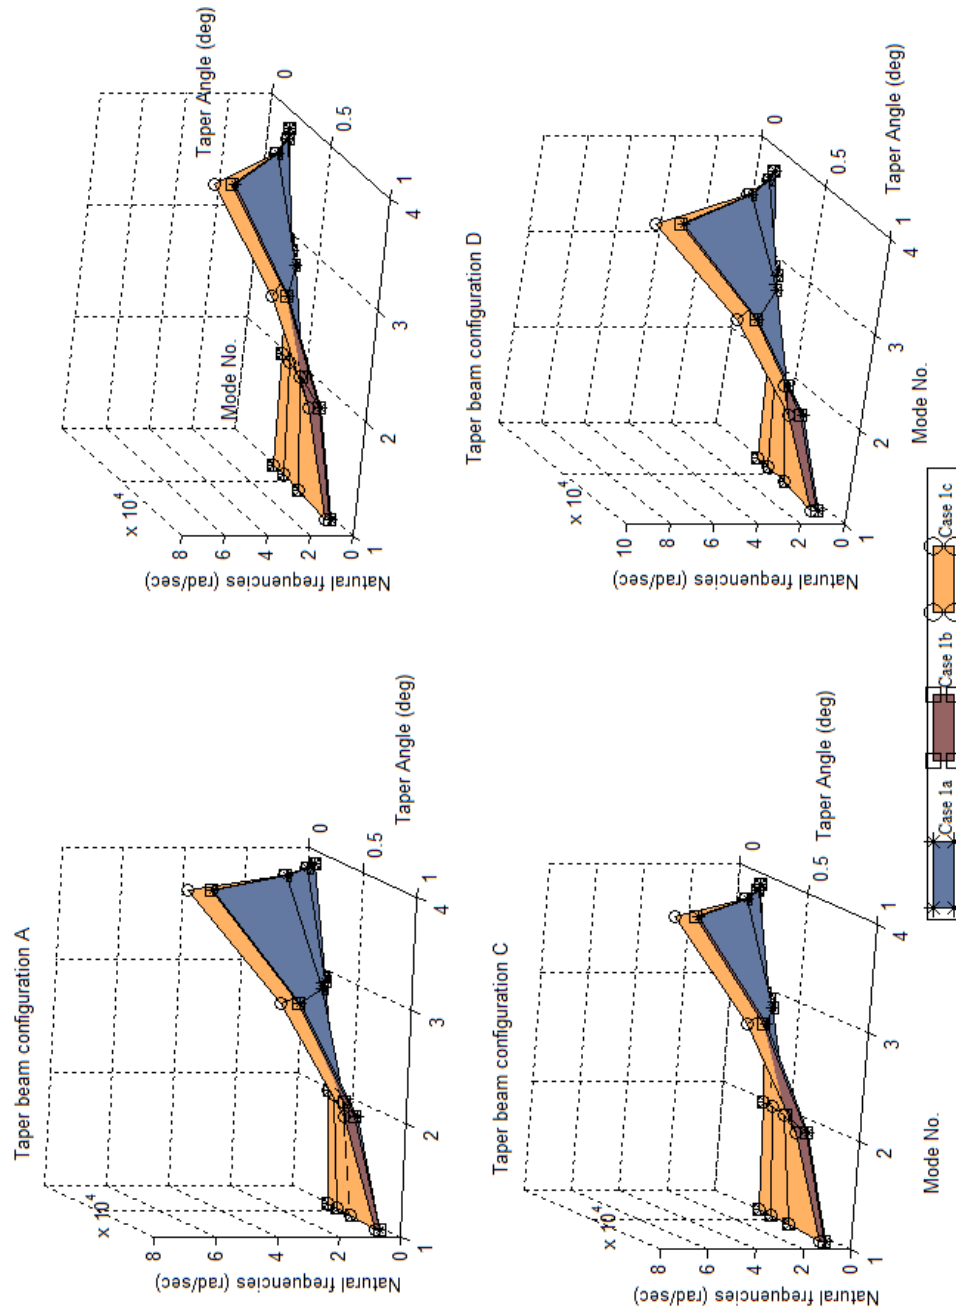 Taper beam configuration A
x 10^4
8
6
4
2
0
Natural frequencies (rad/sec)
1
2
3
4
0
0.5
1
Taper Angle (deg)
x 10^4
8
6
4
2
0
Natural frequencies (rad/sec)
Mode No.
1
2
3
4
0
0.5
1
Taper Angle (deg)
Taper beam configuration C
x 10^4
8
6
4
2
0
Natural frequencies (rad/sec)
1
2
3
4
Mode No.
0
0.5
1
Taper Angle (deg)
Taper beam configuration D
x 10^4
10
8
6
4
2
0
Natural frequencies (rad/sec)
1
2
3
4
Mode No.
0
0.5
1
Taper Angle (deg)
Case 1a
Case 1b
Case 1c